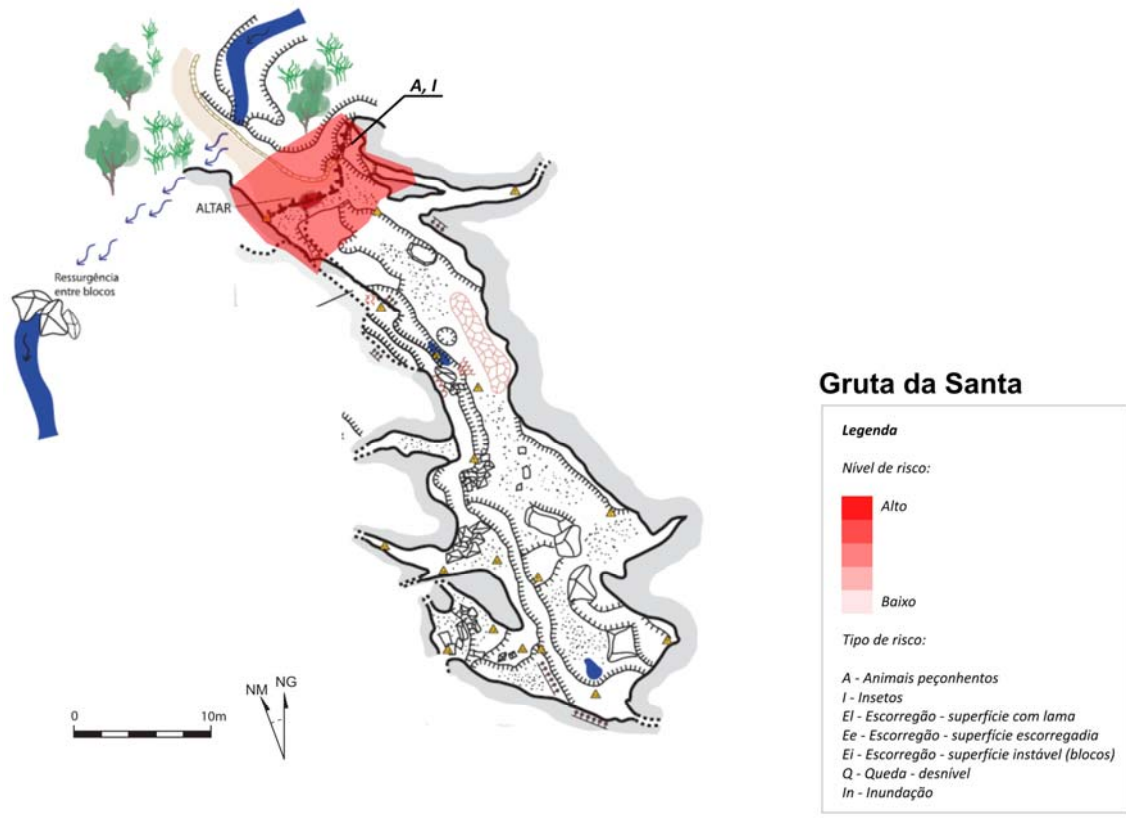 A, I
ALTAR
Ressurgência
entre blocos
NM NG
0 10m
Gruta da Santa
Legenda
Nível de risco:
Alto
Baixo
Tipo de risco:
A - Animais peçonhentos
I - Insetos
El - Escorregão - superfície com lama
Ee - Escorregão - superfície escorregadia
Ei - Escorregão - superfície instável (blocos)
Q - Queda - desnível
In - Inundação